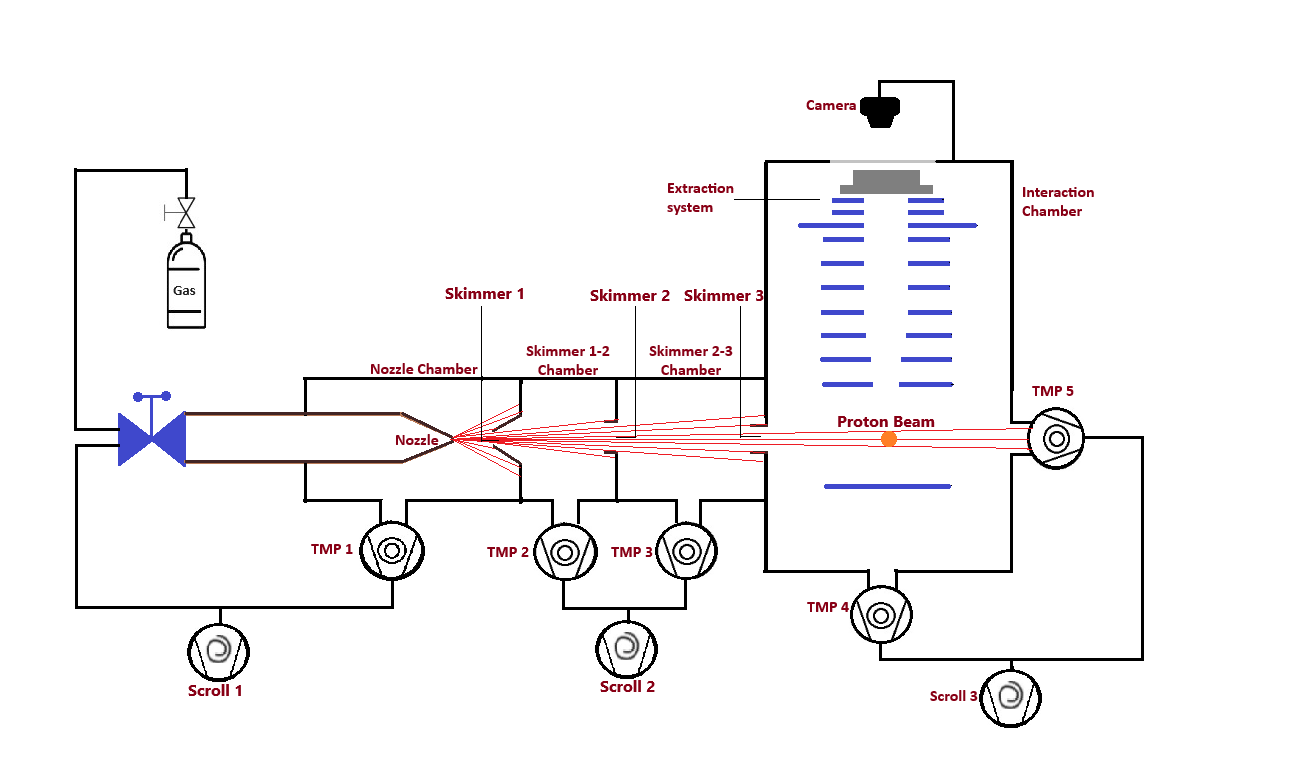 Camera
Extraction
system
Interaction
Chamber
Gas
Skimmer 1
Skimmer 2
Skimmer 3
Nozzle Chamber
Skimmer 1-2
Chamber
Skimmer 2-3
Chamber
TMP 5
Nozzle
Proton Beam
TMP 1
TMP 2
TMP 3
TMP 4
Scroll 1
Scroll 2
Scroll 3